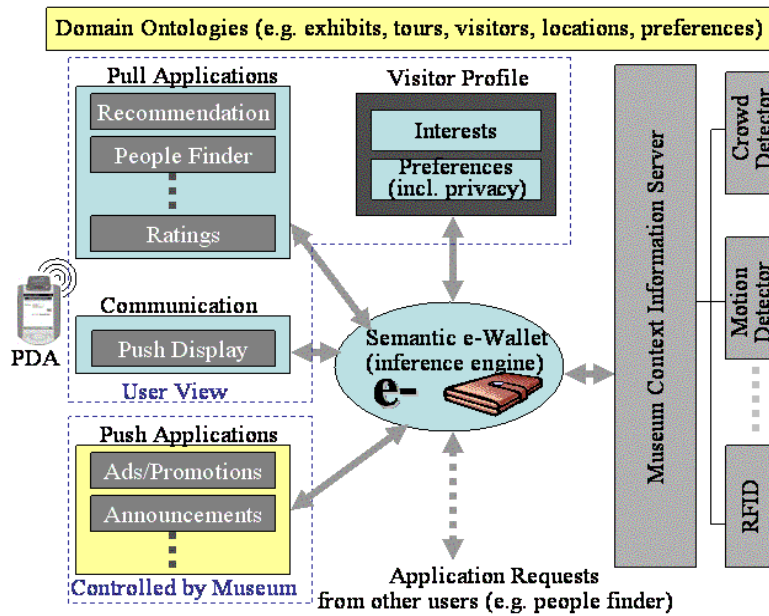 Domain Ontologies (e.g. exhibits, tours, visitors, locations, preferences)
Pull Applications
Recommendation
People Finder
Ratings
Visitor Profile
Interests
Preferences
(incl. privacy)
Museum Context Information Server
Crowd
Detector
Motion
Detector
RFID
PDA
Communication
Push Display
User View
Semantic e-Wallet
(inference engine)
e-
Push Applications
Ads/Promotions
Announcements
Controlled by Museum
Application Requests
from other users (e.g. people finder)